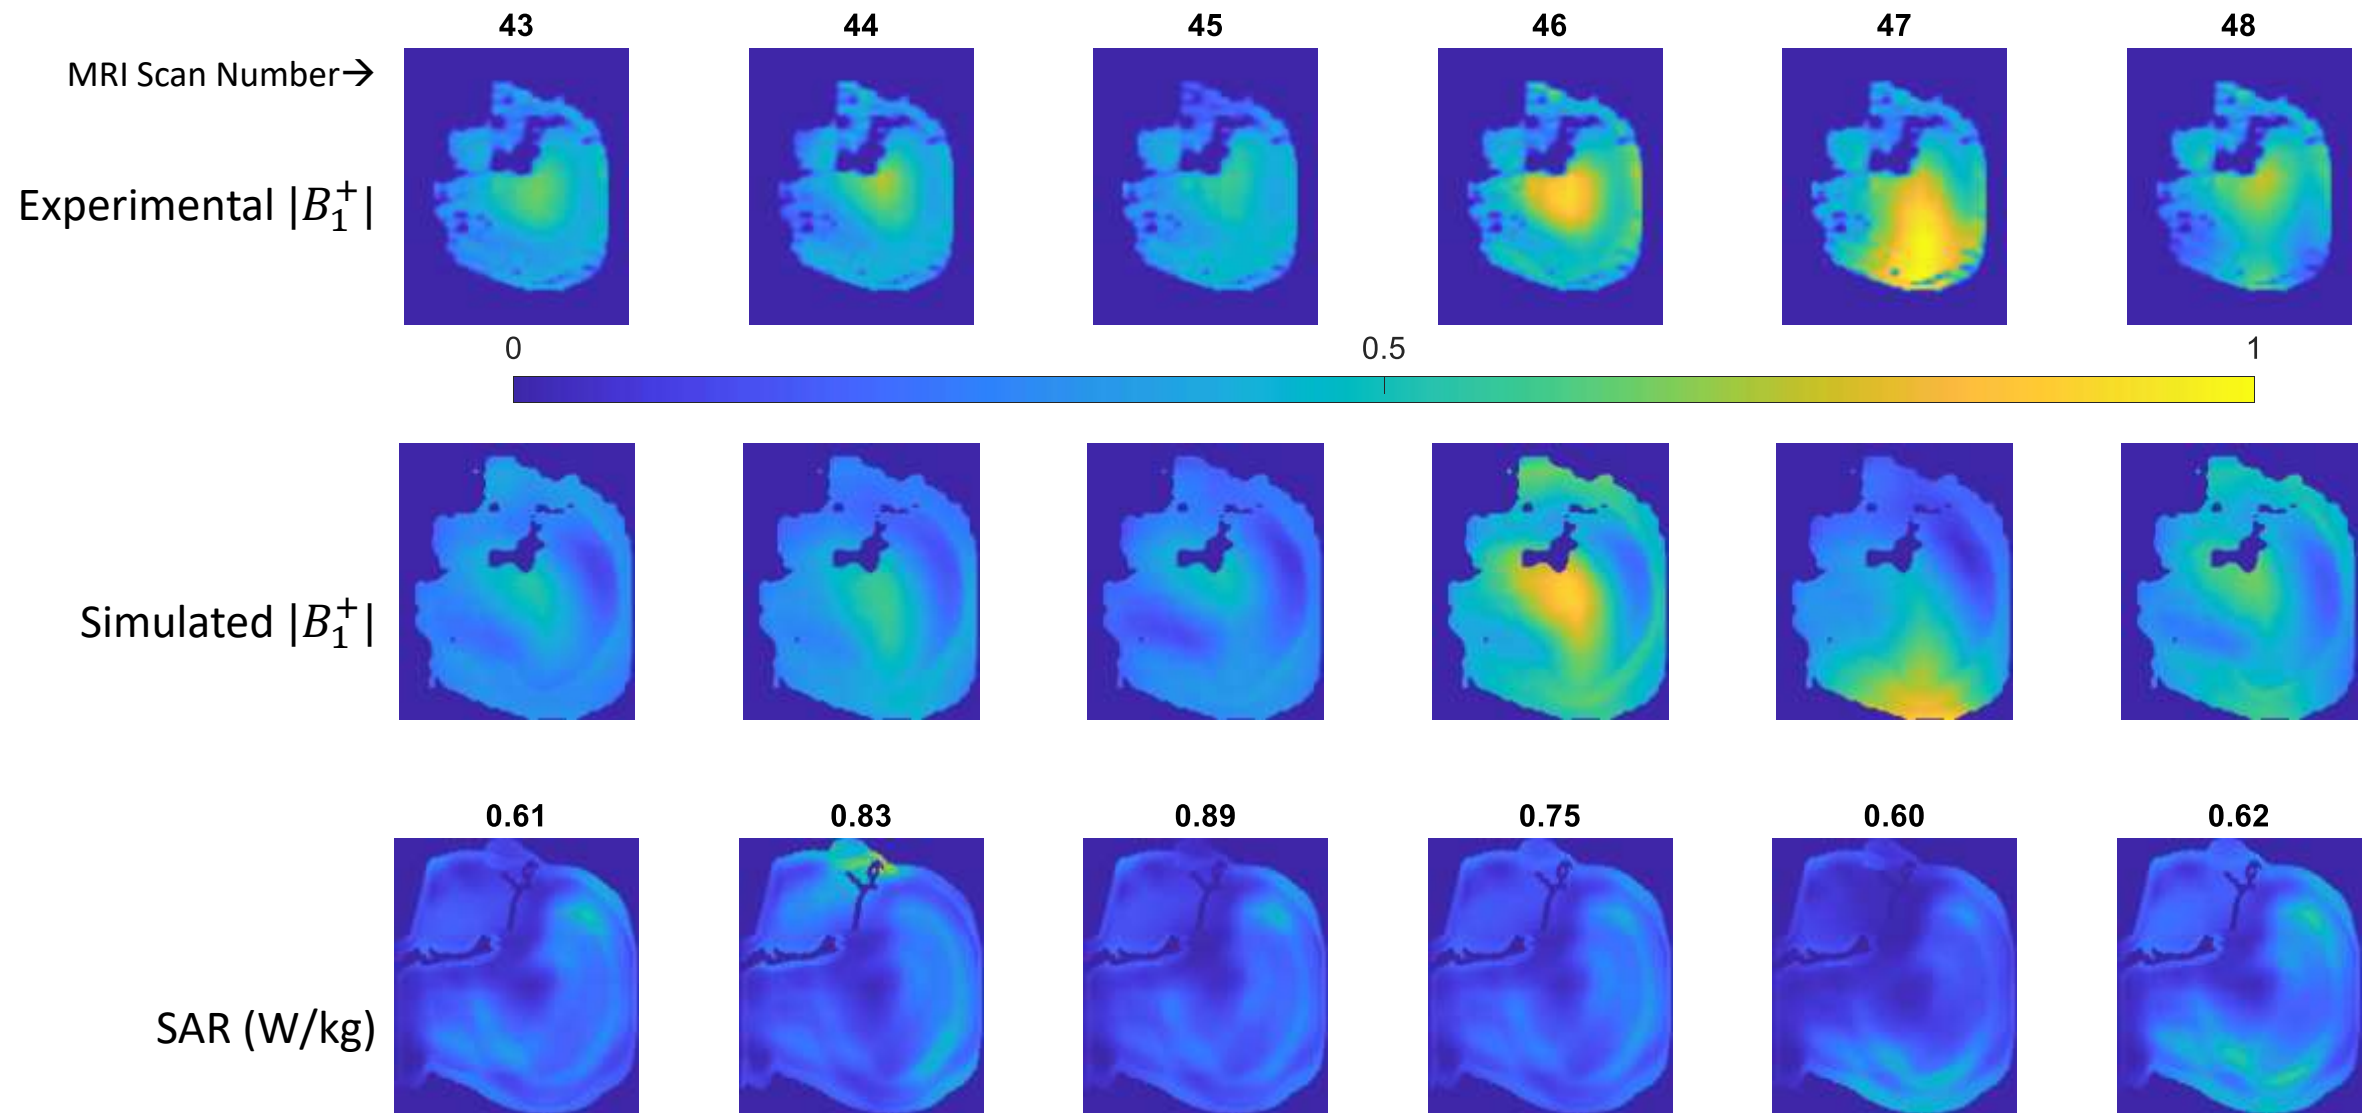 43 44 45 46 47 48
MRI Scan Number→
Experimental |B₁⁺|
0 0.5 1
Simulated |B₁⁺|
0.61 0.83 0.89 0.75 0.60 0.62
SAR (W/kg)